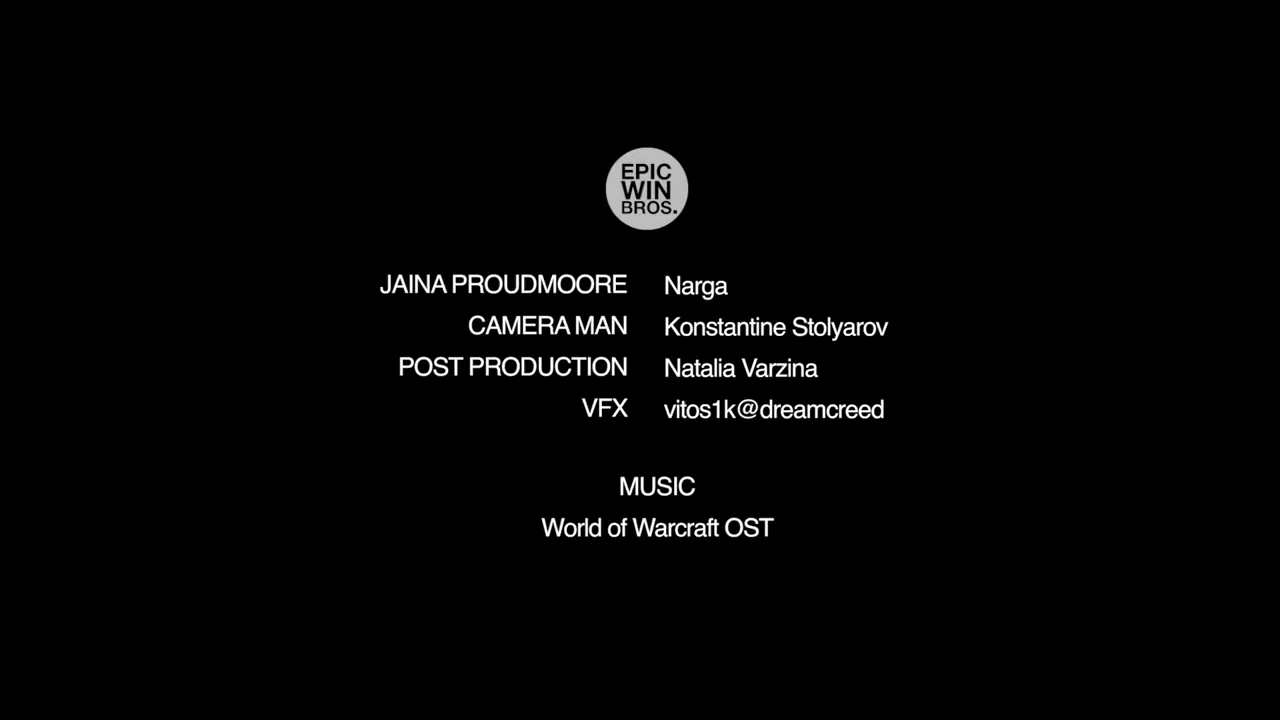 EPIC
WIN
BROS.
JAINA PROUDMOORE Narga
CAMERA MAN Konstantine Stolyarov
POST PRODUCTION Natalia Varzina
VFX vitos1k@dreamcreed
MUSIC
World of Warcraft OST